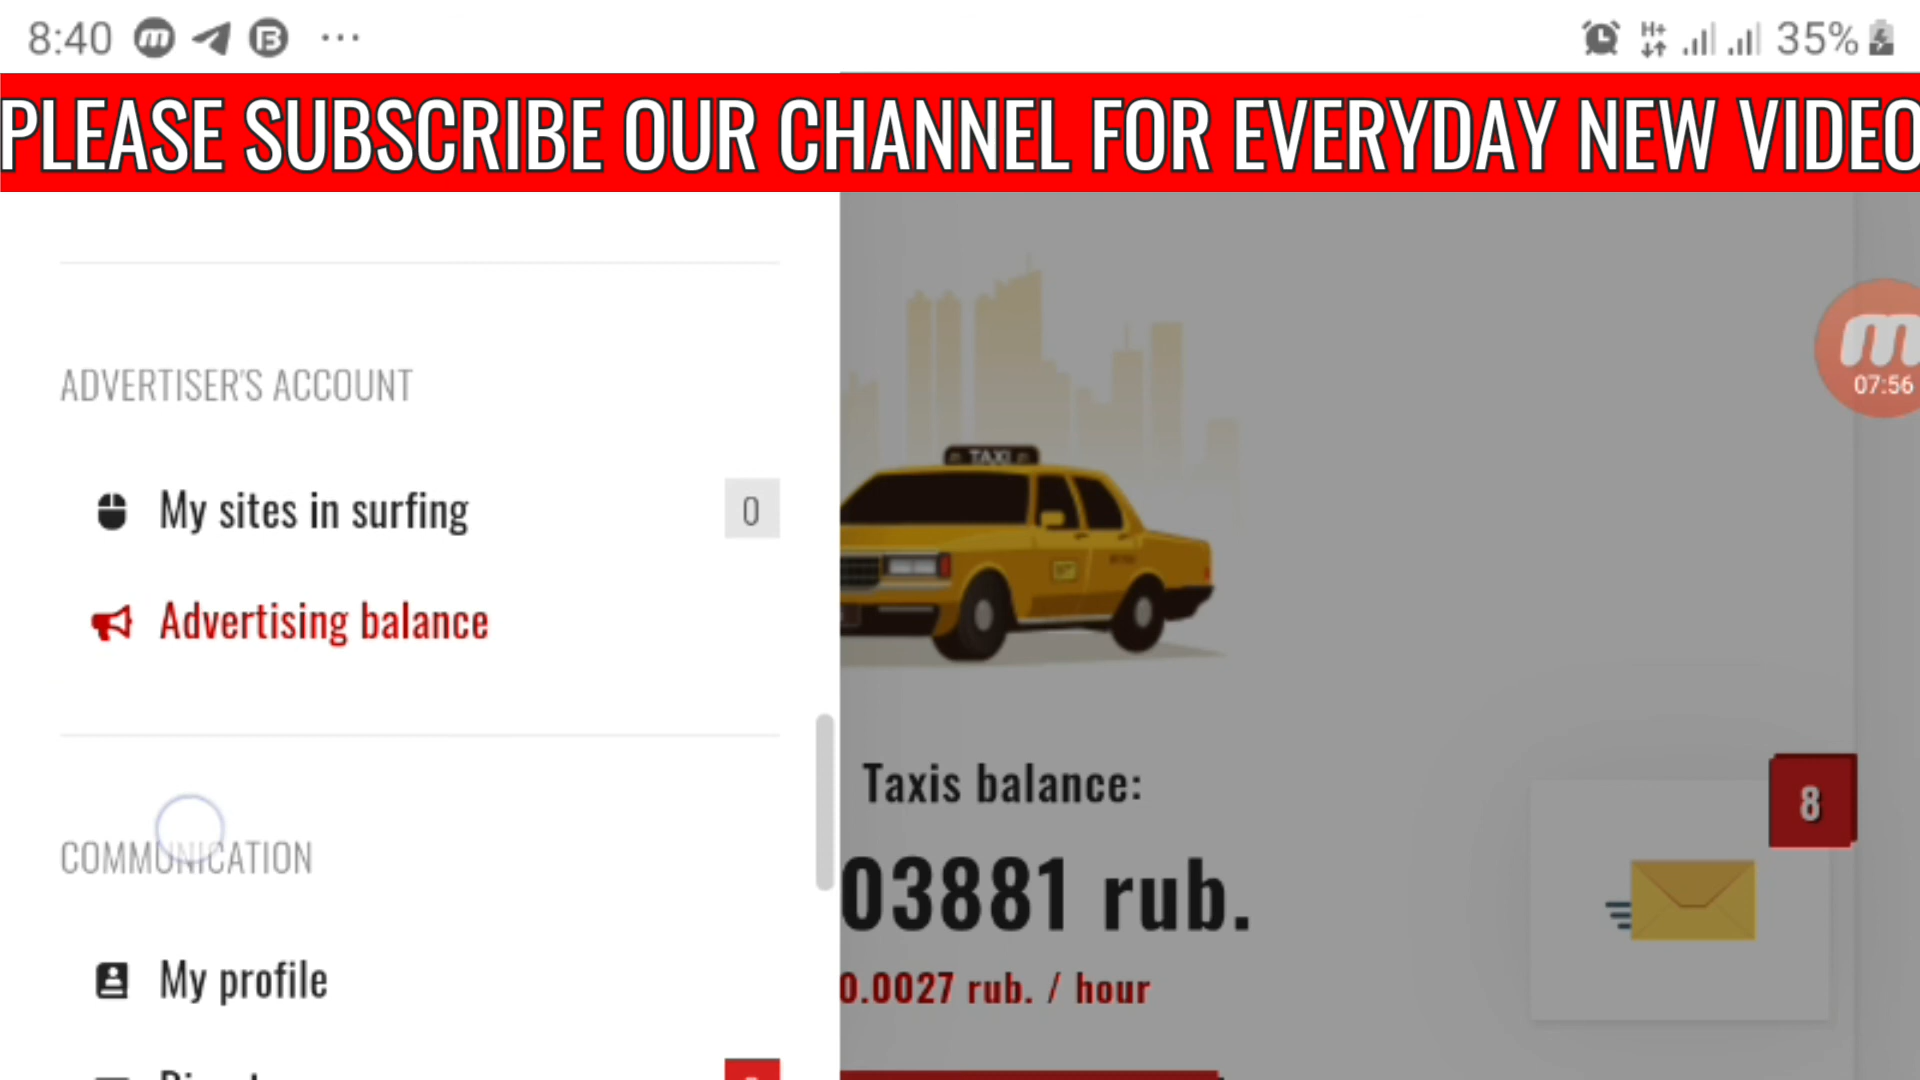 8:40
35%
PLEASE SUBSCRIBE OUR CHANNEL FOR EVERYDAY NEW VIDEO
ADVERTISER'S ACCOUNT
My sites in surfing 0
Advertising balance
COMMUNICATION
My profile
TAXI
07:56
Taxis balance:
03881 rub.
0.0027 rub. / hour
8